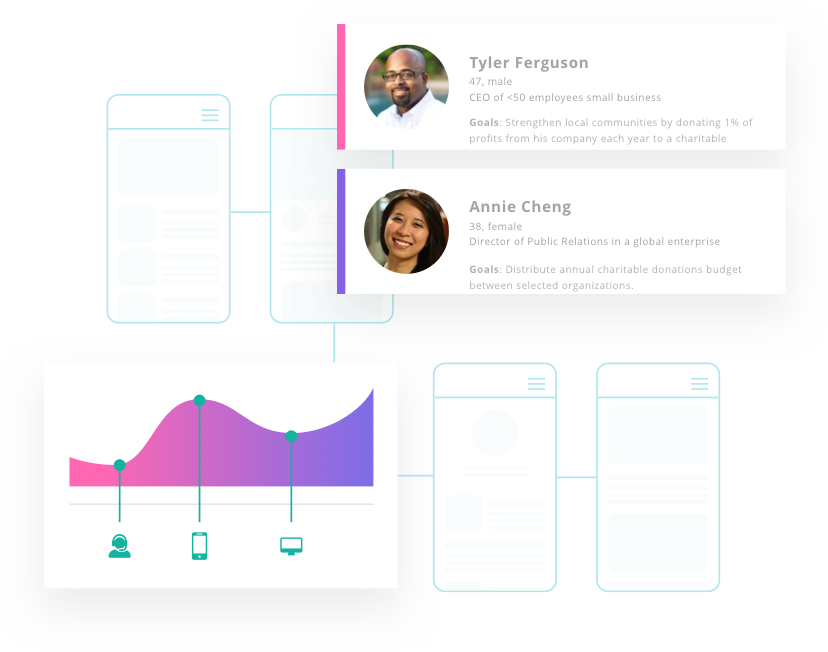 Tyler Ferguson
47, male
CEO of <50 employees small business
Goals: Strengthen local communities by donating 1% of
profits from his company each year to a charitable
Annie Cheng
38, female
Director of Public Relations in a global enterprise
Goals: Distribute annual charitable donations budget
between selected organizations.